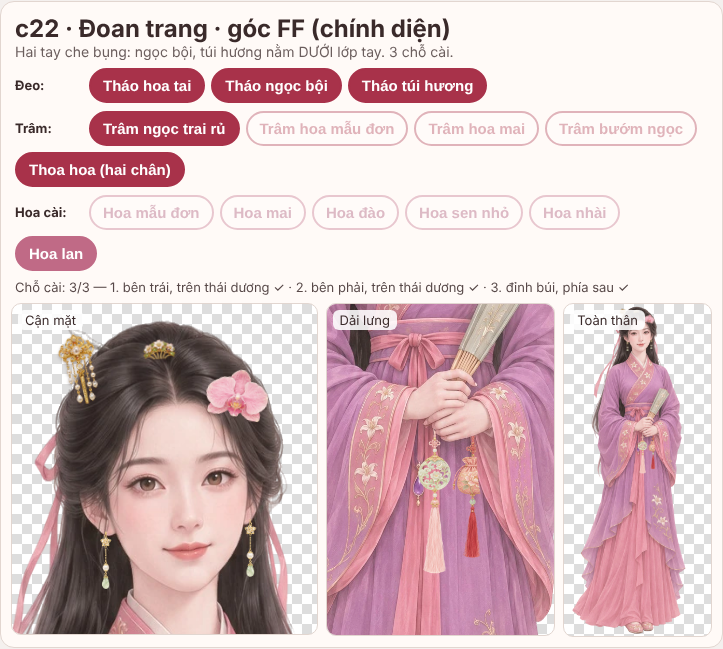 c22 · Đoan trang · góc FF (chính diện)
Hai tay che bụng: ngọc bội, túi hương nằm DƯỚI lớp tay. 3 chỗ cài.
Đeo: Tháo hoa tai Tháo ngọc bội Tháo túi hương
Trâm: Trâm ngọc trai rủ Trâm hoa mẫu đơn Trâm hoa mai Trâm bướm ngọc
Thoa hoa (hai chân)
Hoa cài: Hoa mẫu đơn Hoa mai Hoa đào Hoa sen nhỏ Hoa nhài
Hoa lan
Chỗ cài: 3/3 — 1. bên trái, trên thái dương ✓ · 2. bên phải, trên thái dương ✓ · 3. đỉnh búi, phía sau ✓
Cận mặt Dải lưng Toàn thân